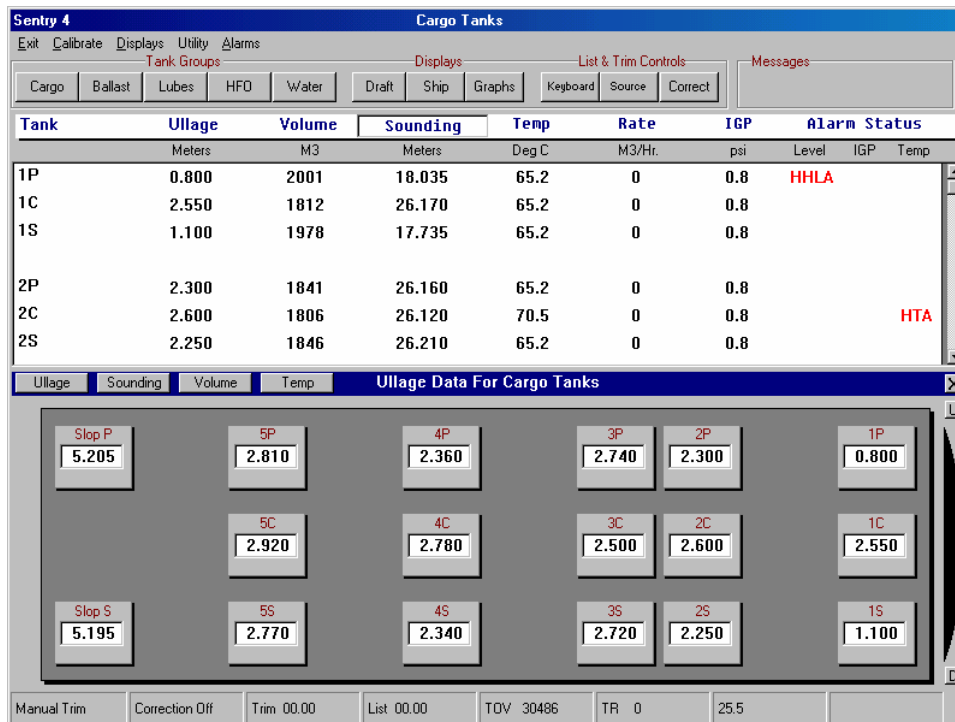 Sentry 4 Cargo Tanks
Exit Calibrate Displays Utility Alarms
Tank Groups Displays List & Trim Controls Messages
Cargo Ballast Lubes HFO Water Draft Ship Graphs Keyboard Source Correct
Tank Ullage Volume Sounding Temp Rate IGP Alarm Status
Meters M3 Meters Deg C M3/Hr. psi Level IGP Temp
1P 0.800 2001 18.035 65.2 0 0.8 HHLA
1C 2.550 1812 26.170 65.2 0 0.8
1S 1.100 1978 17.735 65.2 0 0.8
2P 2.300 1841 26.160 65.2 0 0.8
2C 2.600 1806 26.120 70.5 0 0.8 HTA
2S 2.250 1846 26.210 65.2 0 0.8
Ullage Sounding Volume Temp Ullage Data For Cargo Tanks
Slop P 5P 4P 3P 2P 1P
5.205 2.810 2.360 2.740 2.300 0.800
5C 4C 3C 2C 1C
2.920 2.780 2.500 2.600 2.550
Slop S 5S 4S 3S 2S 1S
5.195 2.770 2.340 2.720 2.250 1.100
Manual Trim Correction Off Trim 00.00 List 00.00 TOV 30486 TR 0 25.5